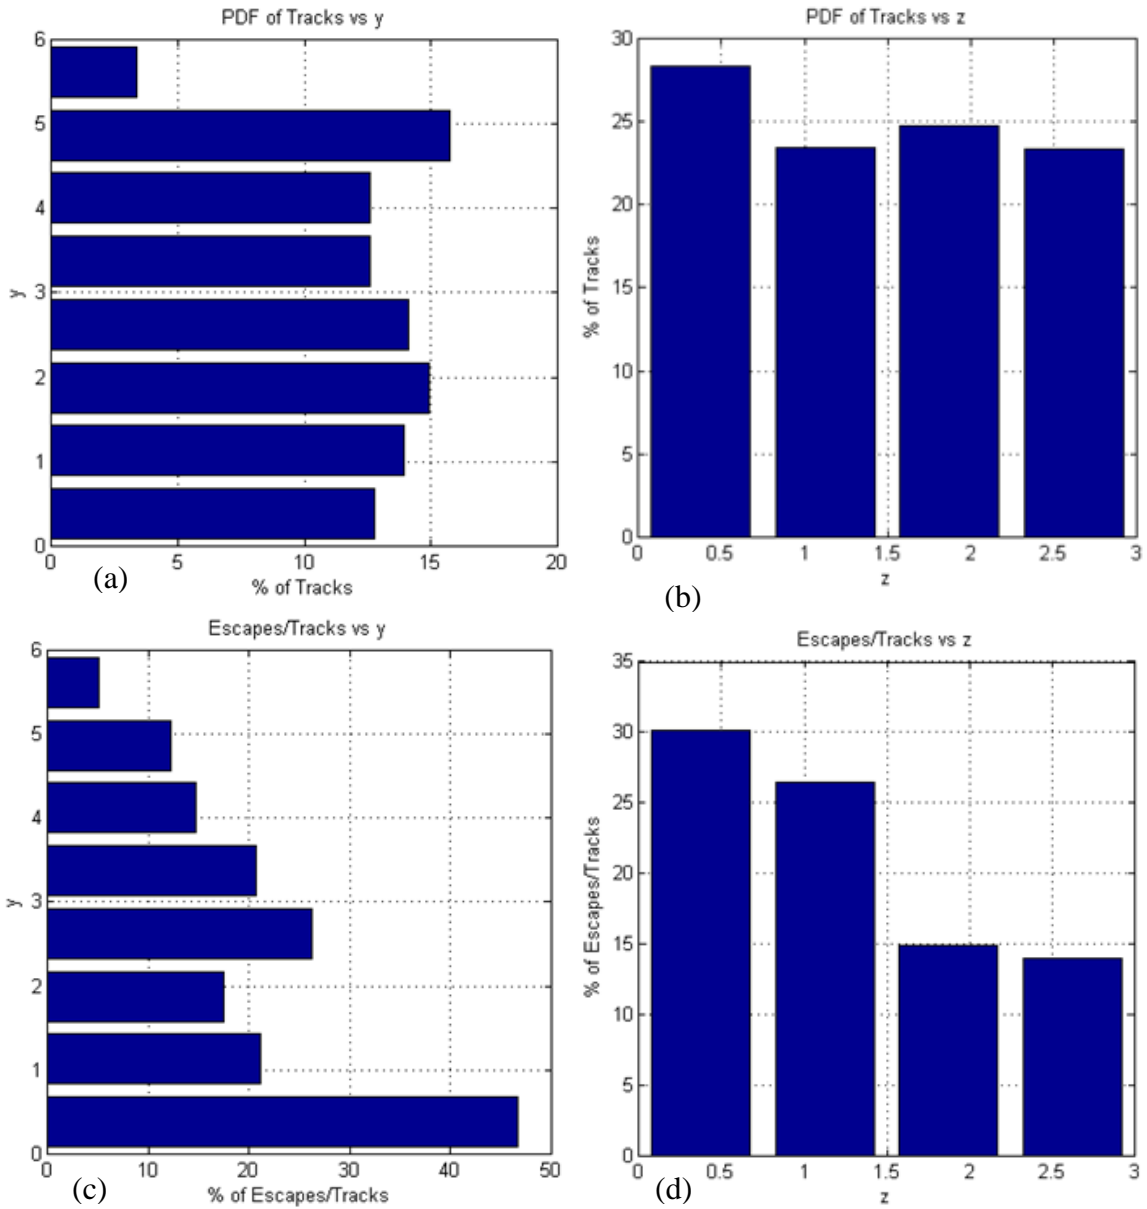 PDF of Tracks vs y
6
5
4
3
2
1
0
y
0 5 10 15 20
% of Tracks
(a)
PDF of Tracks vs z
30
25
20
15
10
5
0
% of Tracks
0 0.5 1 1.5 2 2.5 3
z
(b)
Escapes/Tracks vs y
6
5
4
3
2
1
0
y
0 10 20 30 40 50
% of Escapes/Tracks
(c)
Escapes/Tracks vs z
35
30
25
20
15
10
5
0
% of Escapes/Tracks
0 0.5 1 1.5 2 2.5 3
z
(d)